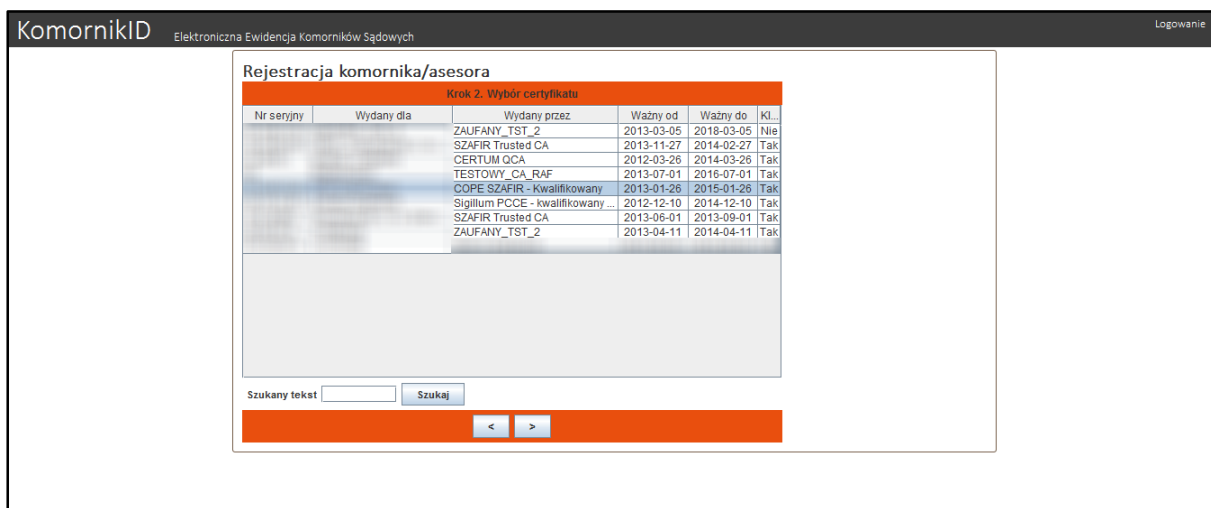 KomornikID Elektroniczna Ewidencja Komorników Sądowych Logowanie
Rejestracja komornika/asesora
Krok 2. Wybór certyfikatu
Nr seryjny Wydany dla Wydany przez Ważny od Ważny do Kl...
ZAUFANY_TST_2 2013-03-05 2018-03-05 Nie
SZAFIR Trusted CA 2013-11-27 2014-02-27 Tak
CERTUM QCA 2012-03-26 2014-03-26 Tak
TESTOWY_CA_RAF 2013-07-01 2016-07-01 Tak
COPE SZAFIR - Kwalifikowany 2013-01-26 2015-01-26 Tak
Sigillum PCCE - kwalifikowany ... 2012-12-10 2014-12-10 Tak
SZAFIR Trusted CA 2013-06-01 2013-09-01 Tak
ZAUFANY_TST_2 2013-04-11 2014-04-11 Tak
Szukany tekst Szukaj
< >